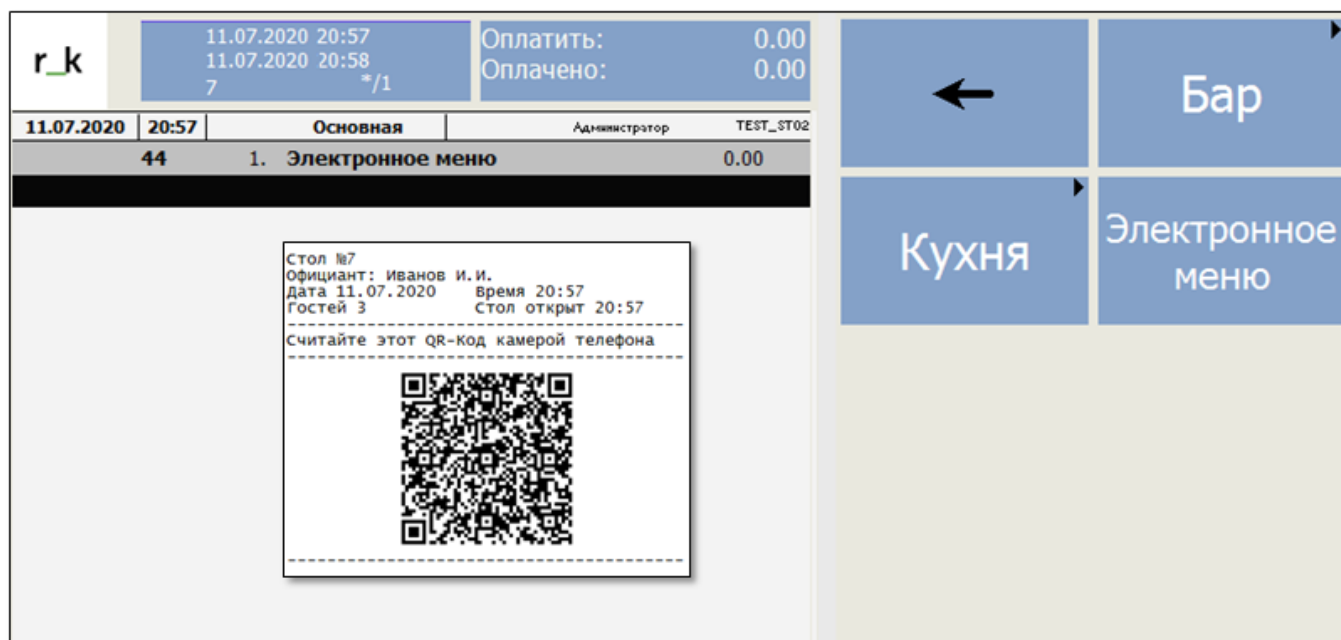 r_k
11.07.2020 20:57
11.07.2020 20:58
7 */1
Оплатить: 0.00
Оплачено: 0.00
←
Бар
11.07.2020 20:57 Основная Администратор TEST_ST02
44 1. Электронное меню 0.00
Кухня
Электронное
меню
Стол №7
Официант: Иванов И.И.
Дата 11.07.2020 Время 20:57
Гостей 3 Стол открыт 20:57
Считайте этот QR-Код камерой телефона